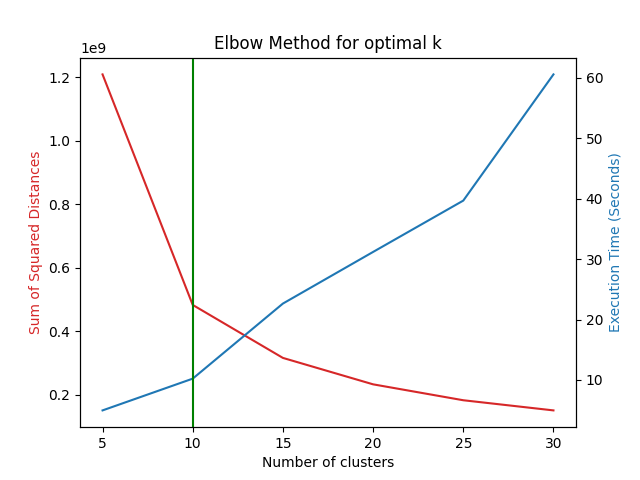 Elbow Method for optimal k
1e9
1.2
1.0
0.8
0.6
0.4
0.2
Sum of Squared Distances
60
50
40
30
20
10
Execution Time (Seconds)
5 10 15 20 25 30
Number of clusters